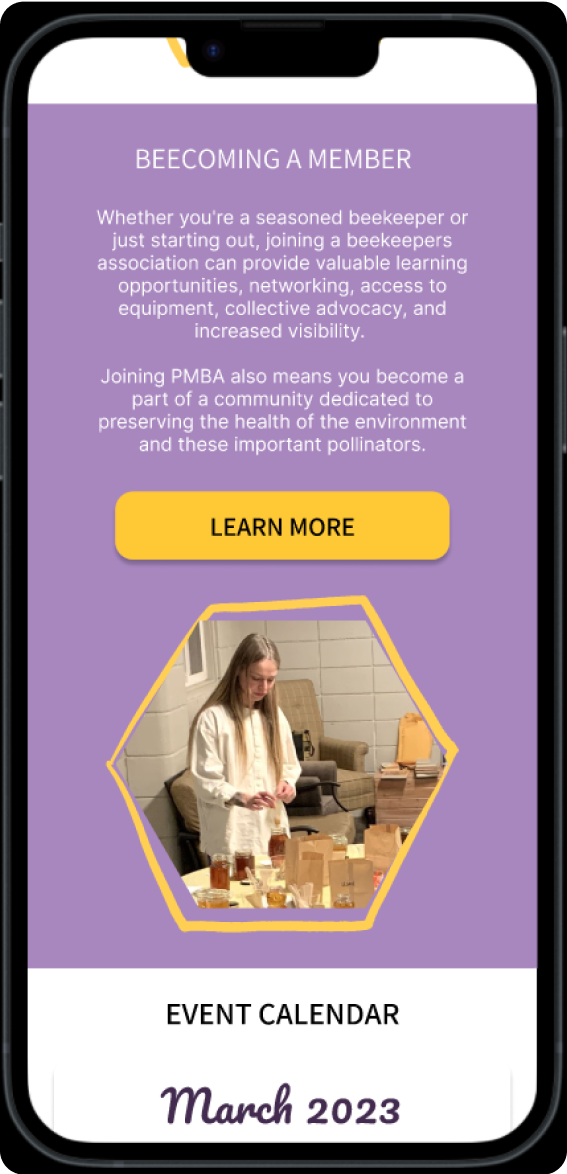 BEECOMING A MEMBER
Whether you're a seasoned beekeeper or
just starting out, joining a beekeepers
association can provide valuable learning
opportunities, networking, access to
equipment, collective advocacy, and
increased visibility.
Joining PMBA also means you become a
part of a community dedicated to
preserving the health of the environment
and these important pollinators.
LEARN MORE
EVENT CALENDAR
March 2023